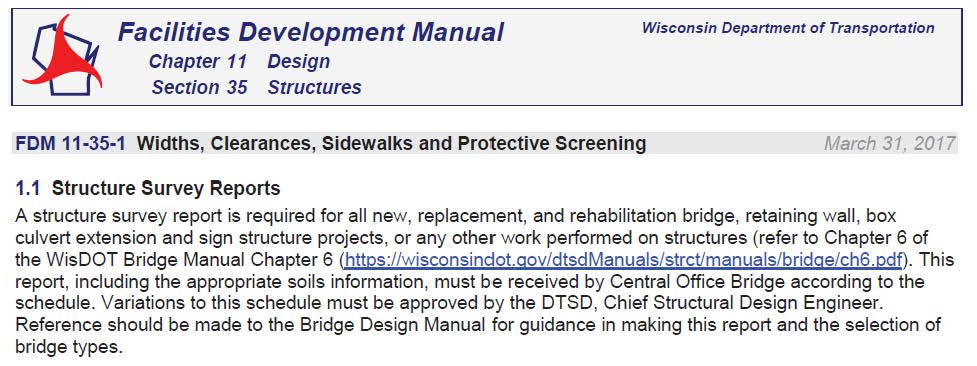 Facilities Development Manual
Wisconsin Department of Transportation
Chapter 11 Design
Section 35 Structures
FDM 11-35-1 Widths, Clearances, Sidewalks and Protective Screening
March 31, 2017
1.1 Structure Survey Reports
A structure survey report is required for all new, replacement, and rehabilitation bridge, retaining wall, box
culvert extension and sign structure projects, or any other work performed on structures (refer to Chapter 6 of
the WisDOT Bridge Manual Chapter 6 (https://wisconsindot.gov/dtsdManuals/strct/manuals/bridge/ch6.pdf). This
report, including the appropriate soils information, must be received by Central Office Bridge according to the
schedule. Variations to this schedule must be approved by the DTSD, Chief Structural Design Engineer.
Reference should be made to the Bridge Design Manual for guidance in making this report and the selection of
bridge types.